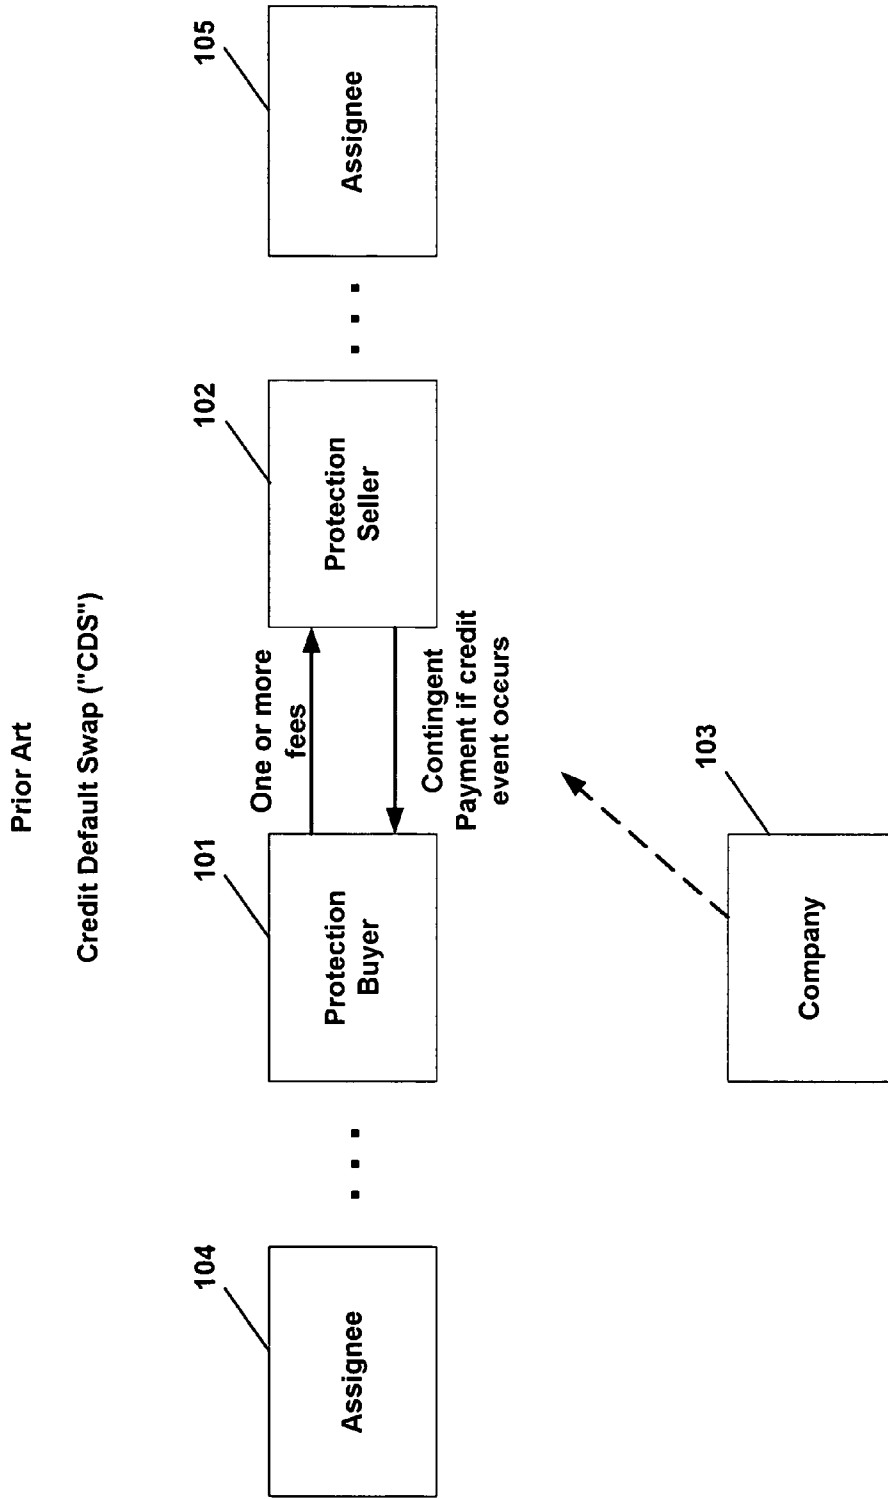 Prior Art
Credit Default Swap ("CDS")
104
101
102
105
Assignee
. . .
Protection
Buyer
One or more
fees
Contingent
Payment if credit
event occurs
Protection
Seller
. . .
Assignee
103
Company